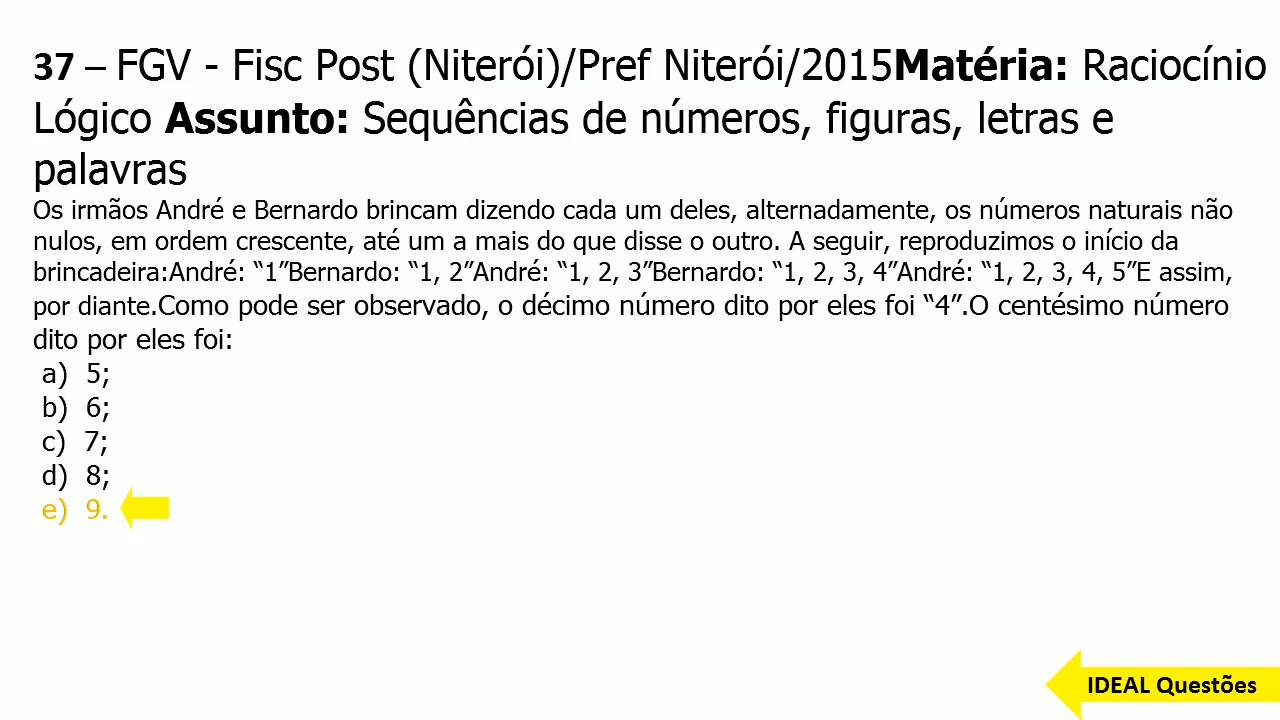 37 – FGV - Fisc Post (Niterói)/Pref Niterói/2015Matéria: Raciocínio
Lógico Assunto: Sequências de números, figuras, letras e
palavras
Os irmãos André e Bernardo brincam dizendo cada um deles, alternadamente, os números naturais não
nulos, em ordem crescente, até um a mais do que disse o outro. A seguir, reproduzimos o início da
brincadeira:André: “1”Bernardo: “1, 2”André: “1, 2, 3”Bernardo: “1, 2, 3, 4”André: “1, 2, 3, 4, 5”E assim,
por diante.Como pode ser observado, o décimo número dito por eles foi “4”.O centésimo número
dito por eles foi:
a) 5;
b) 6;
c) 7;
d) 8;
e) 9.
IDEAL Questões